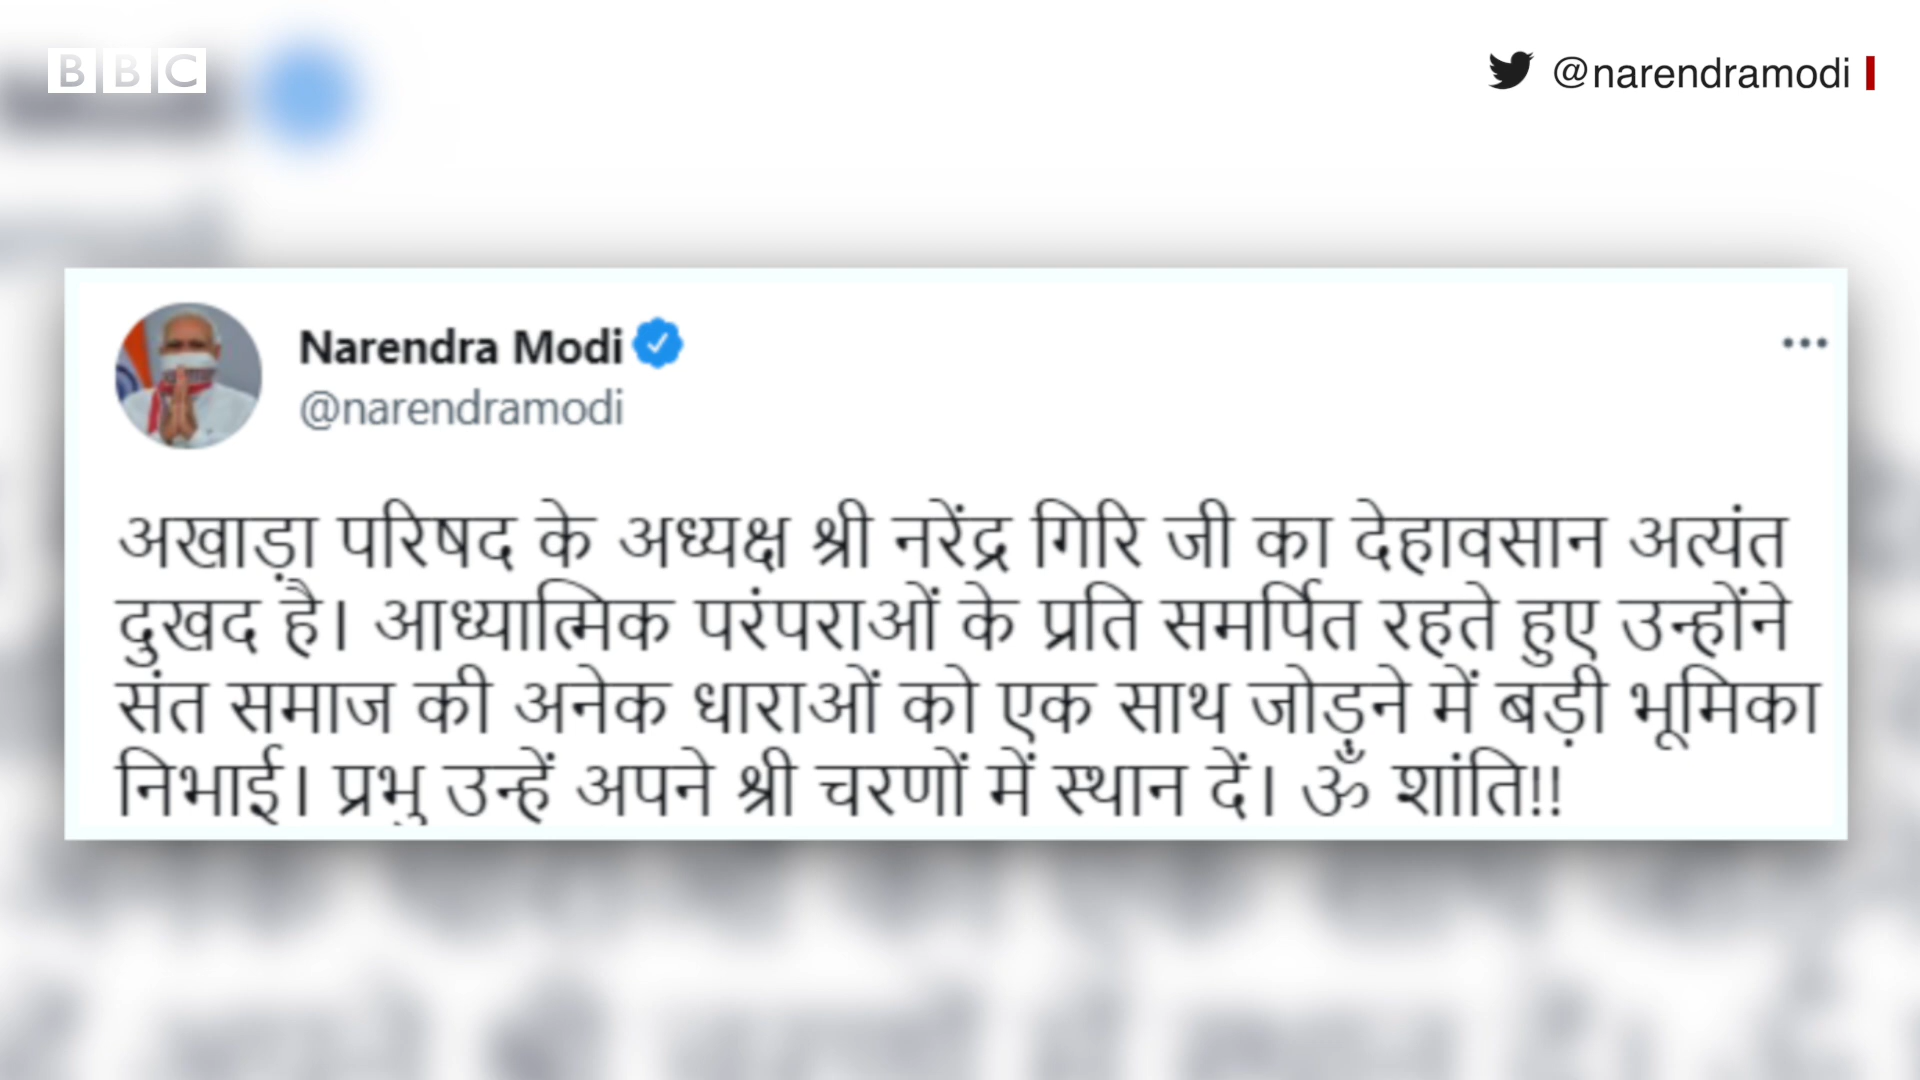 BBC
@narendramodi
Narendra Modi
@narendramodi
अखाड़ा परिषद के अध्यक्ष श्री नरेंद्र गिरि जी का देहावसान अत्यंत
दुखद है। आध्यात्मिक परंपराओं के प्रति समर्पित रहते हुए उन्होंने
संत समाज की अनेक धाराओं को एक साथ जोड़ने में बड़ी भूमिका
निभाई। प्रभु उन्हें अपने श्री चरणों में स्थान दें। ॐ शांति!!